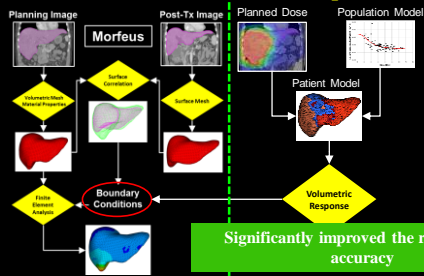 Planning Image
Morfeus
Post-Tx Image
Planned Dose
Population Model
Surface
Correlation
Volumetric Mesh
Material Properties
Surface Mesh
Patient Model
Boundary
Conditions
Finite
Element
Analysis
Volumetric
Response
Significantly improved the
accuracy